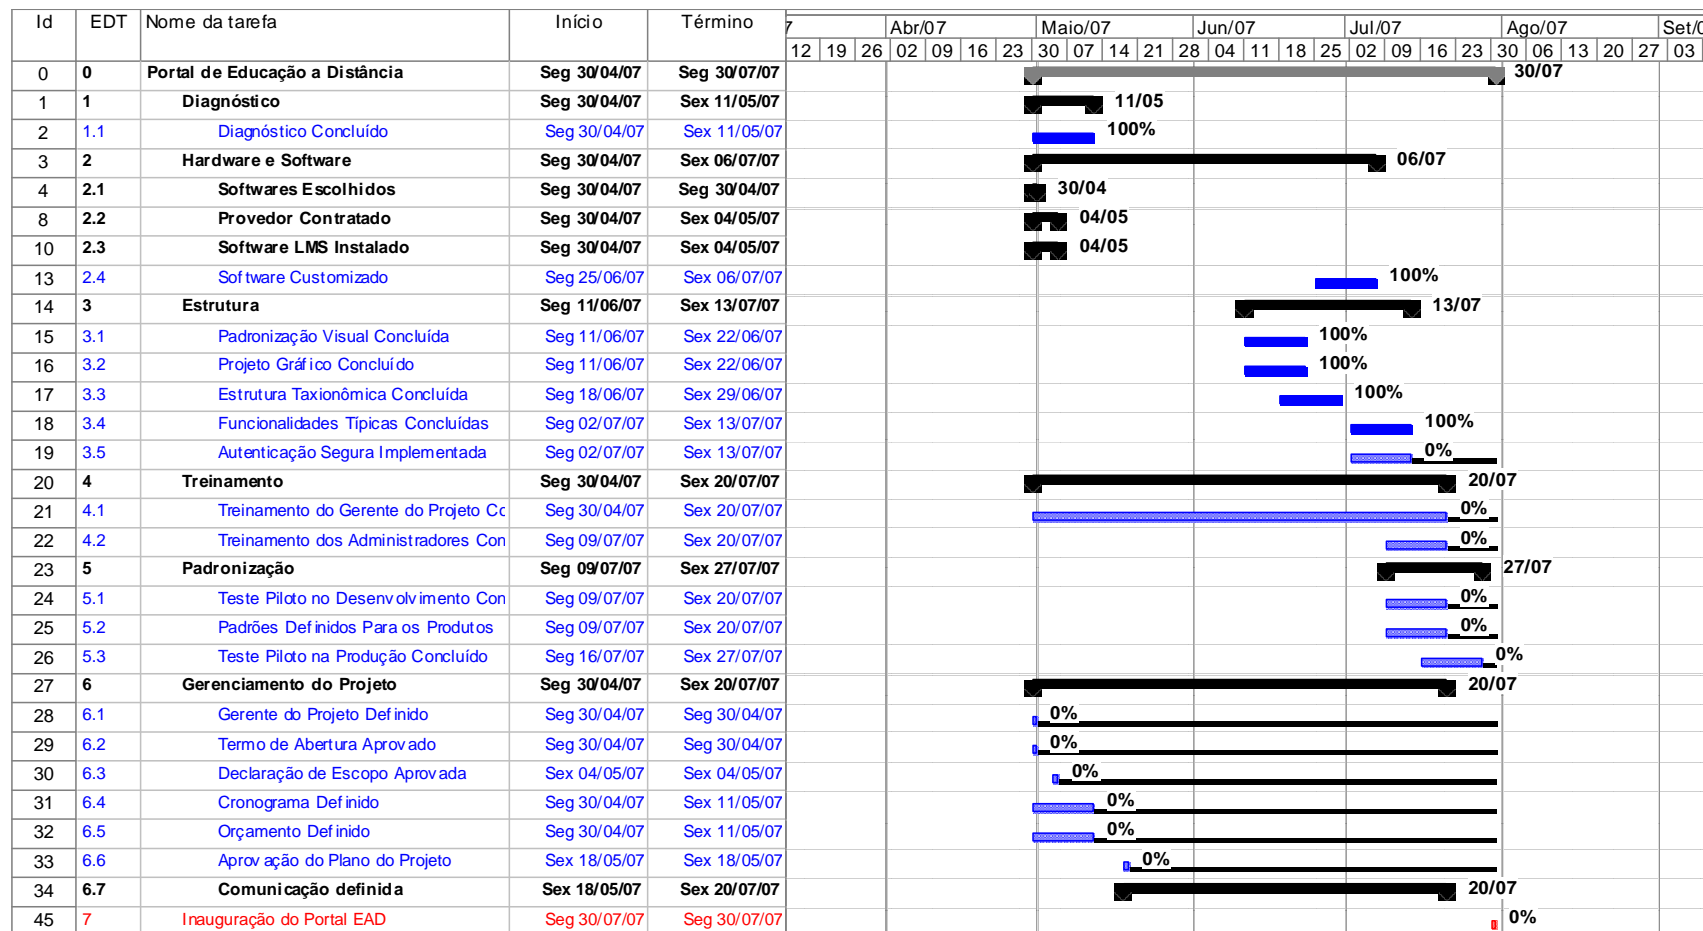 Id EDT Nome da tarefa Início Término
7 Abr/07 Maio/07 Jun/07 Jul/07 Ago/07 Set/0
12 19 26 02 09 16 23 30 07 14 21 28 04 11 18 25 02 09 16 23 30 06 13 20 27 03
0 0 Portal de Educação a Distância Seg 30/04/07 Seg 30/07/07 30/07
1 1 Diagnóstico Seg 30/04/07 Sex 11/05/07 11/05
2 1.1 Diagnóstico Concluído Seg 30/04/07 Sex 11/05/07 100%
3 2 Hardware e Software Seg 30/04/07 Sex 06/07/07 06/07
4 2.1 Softwares Escolhidos Seg 30/04/07 Seg 30/04/07 30/04
8 2.2 Provedor Contratado Seg 30/04/07 Sex 04/05/07 04/05
10 2.3 Software LMS Instalado Seg 30/04/07 Sex 04/05/07 04/05
13 2.4 Software Customizado Seg 25/06/07 Sex 06/07/07 100%
14 3 Estrutura Seg 11/06/07 Sex 13/07/07 13/07
15 3.1 Padronização Visual Concluída Seg 11/06/07 Sex 22/06/07 100%
16 3.2 Projeto Gráfico Concluído Seg 11/06/07 Sex 22/06/07 100%
17 3.3 Estrutura Taxionômica Concluída Seg 18/06/07 Sex 29/06/07 100%
18 3.4 Funcionalidades Típicas Concluídas Seg 02/07/07 Sex 13/07/07 100%
19 3.5 Autenticação Segura Implementada Seg 02/07/07 Sex 13/07/07 0%
20 4 Treinamento Seg 30/04/07 Sex 20/07/07 20/07
21 4.1 Treinamento do Gerente do Projeto Cc Seg 30/04/07 Sex 20/07/07 0%
22 4.2 Treinamento dos Administradores Con Seg 09/07/07 Sex 20/07/07 0%
23 5 Padronização Seg 09/07/07 Sex 27/07/07 27/07
24 5.1 Teste Piloto no Desenvolvimento Con Seg 09/07/07 Sex 20/07/07 0%
25 5.2 Padrões Definidos Para os Produtos Seg 09/07/07 Sex 20/07/07 0%
26 5.3 Teste Piloto na Produção Concluído Seg 16/07/07 Sex 27/07/07 0%
27 6 Gerenciamento do Projeto Seg 30/04/07 Sex 20/07/07 20/07
28 6.1 Gerente do Projeto Definido Seg 30/04/07 Seg 30/04/07 0%
29 6.2 Termo de Abertura Aprovado Seg 30/04/07 Seg 30/04/07 0%
30 6.3 Declaração de Escopo Aprovada Sex 04/05/07 Sex 04/05/07 0%
31 6.4 Cronograma Definido Seg 30/04/07 Sex 11/05/07 0%
32 6.5 Orçamento Definido Seg 30/04/07 Sex 11/05/07 0%
33 6.6 Aprovação do Plano do Projeto Sex 18/05/07 Sex 18/05/07 0%
34 6.7 Comunicação definida Sex 18/05/07 Sex 20/07/07 20/07
45 7 Inauguração do Portal EAD Seg 30/07/07 Seg 30/07/07 0%